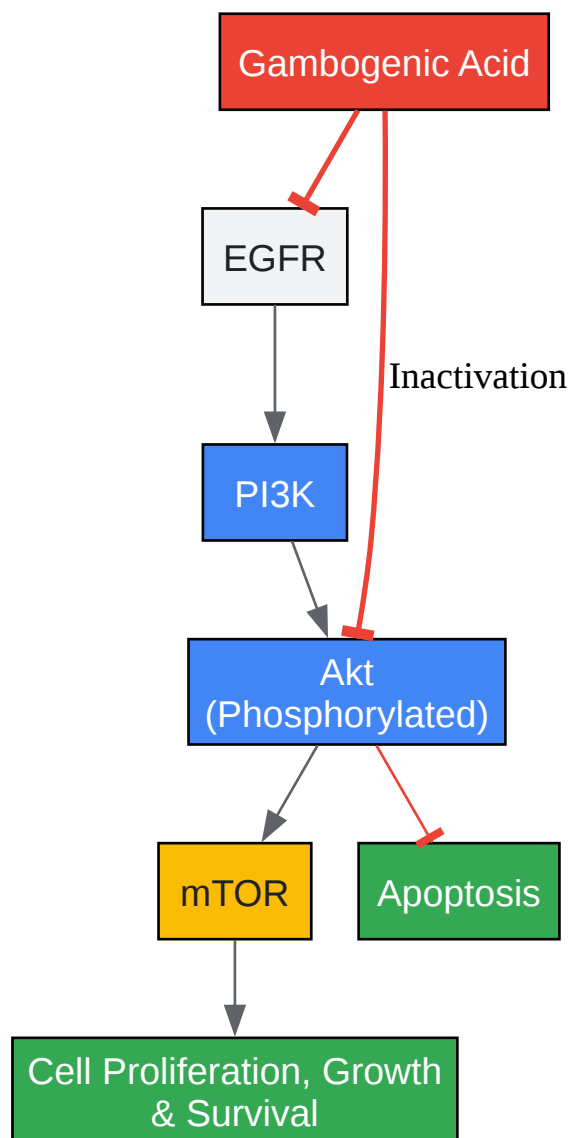 Gambogenic Acid
EGFR
Inactivation
PI3K
Akt
(Phosphorylated)
mTOR
Apoptosis
Cell Proliferation, Growth
& Survival